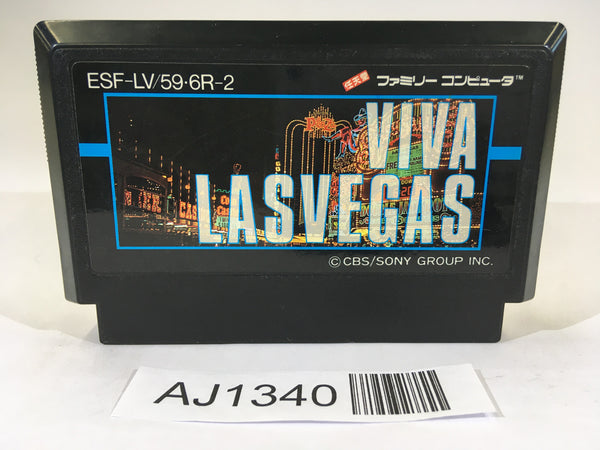 ESF-LV/59·6R-2
任天堂 ファミリー コンピュータ™
VIVA
LASVEGAS
©CBS/SONY GROUP INC.
AJ1340